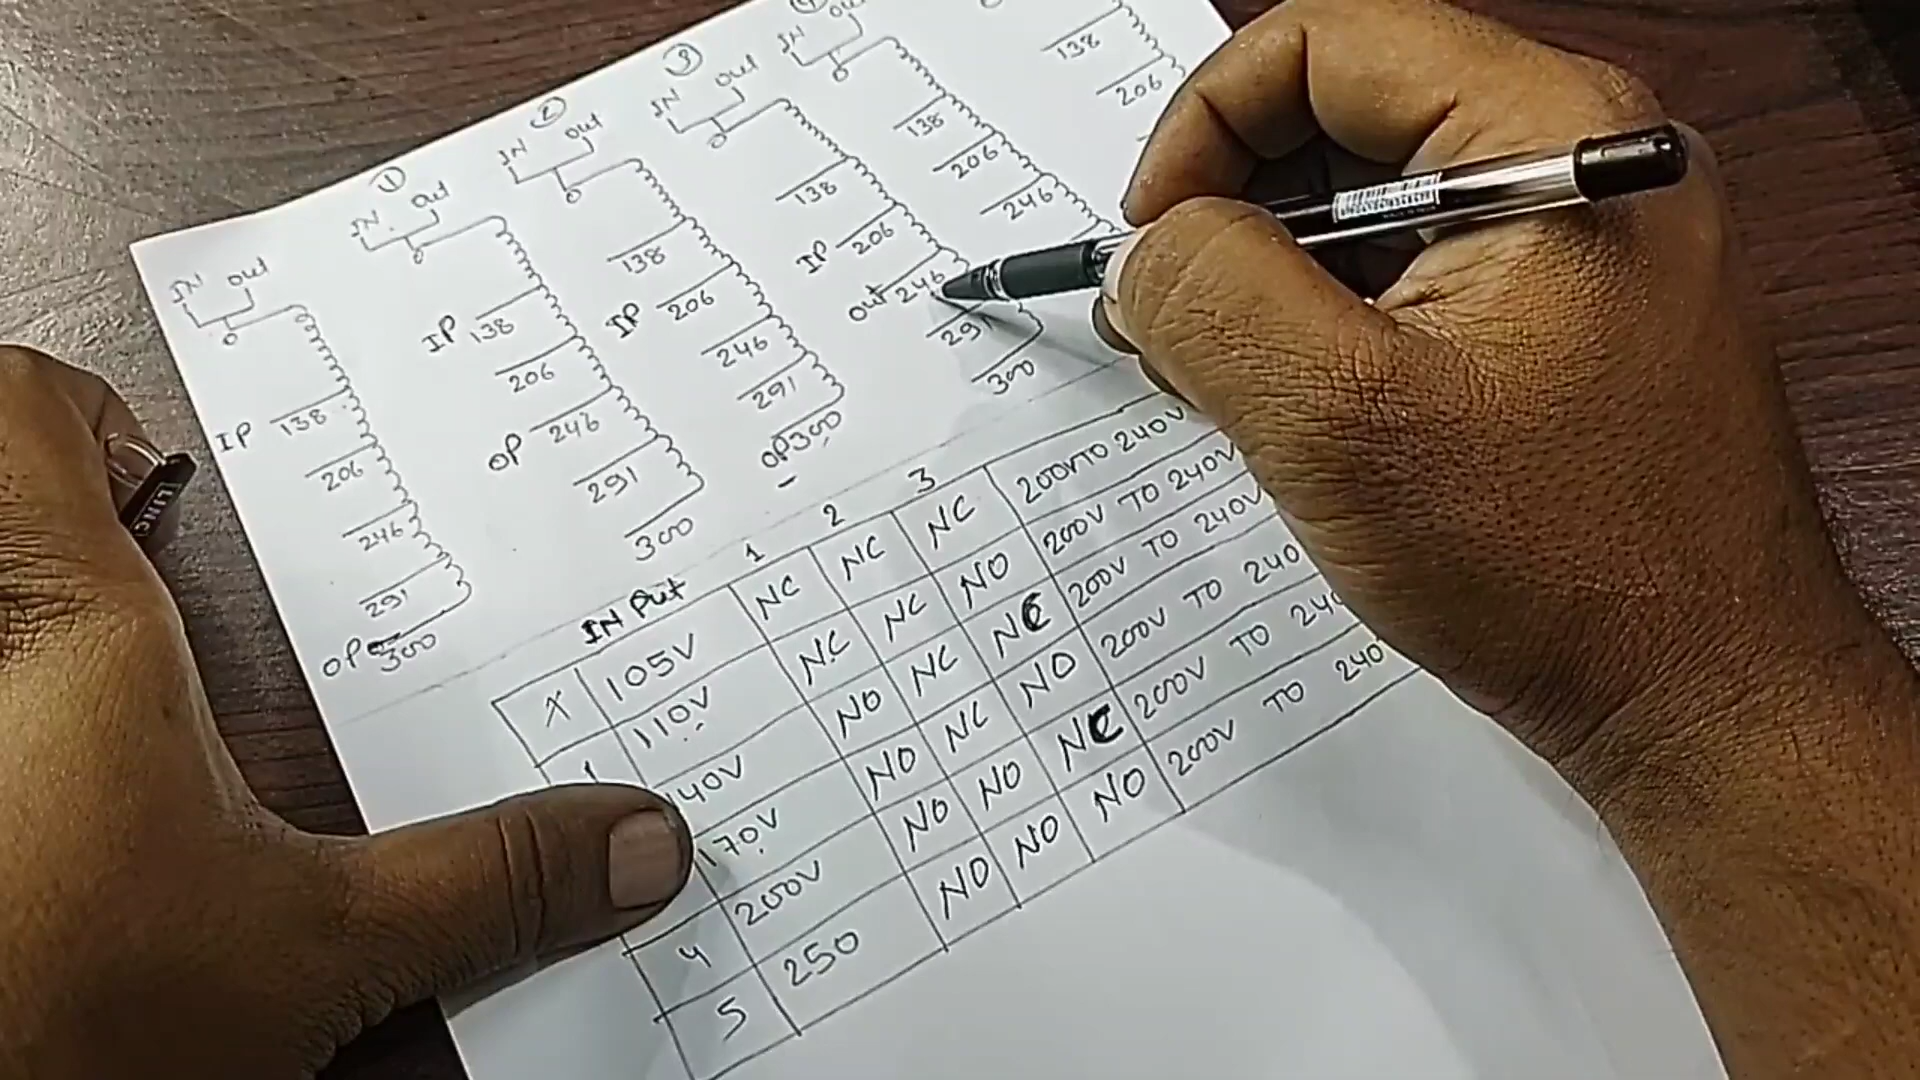 IN out
IP 138
206
246
291
OP 300
1
IN out
IP 138
206
OP 246
291
300
2
IN out
138
IP 206
246
291
OP 300
3
IN out
138
IP 206
out 246
291
300
4
IN out
138
206
246
138
206
IN Put 1 2 3
X 105V NC NC NC 200V TO 240V
1 110V NC NC NO 200V TO 240V
140V NO NC NC 200V TO 240V
170V NO NC NO 200V TO 240
4 200V NO NO NC 200V TO 240
5 250 NO NO NO 200V TO 240
LINC